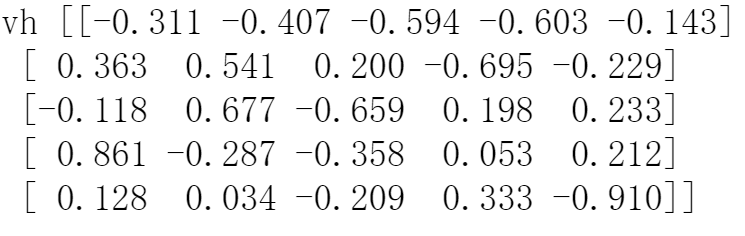 vh [[-0.311 -0.407 -0.594 -0.603 -0.143]
[ 0.363 0.541 0.200 -0.695 -0.229]
[-0.118 0.677 -0.659 0.198 0.233]
[ 0.861 -0.287 -0.358 0.053 0.212]
[ 0.128 0.034 -0.209 0.333 -0.910]]